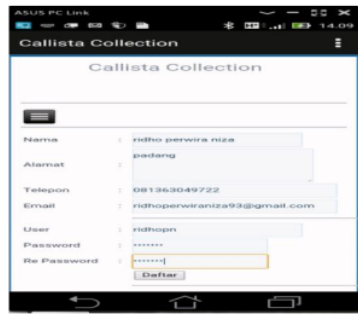 ASUS PC Link
14.09
Callista Collection
Callista Collection
Nama : ridho perwira niza
Alamat : padang
Telepon : 081363049722
Email : ridhoperwiraniza93@gmail.com
User : ridhopn
Password : •••••••
Re Password : •••••••
Daftar